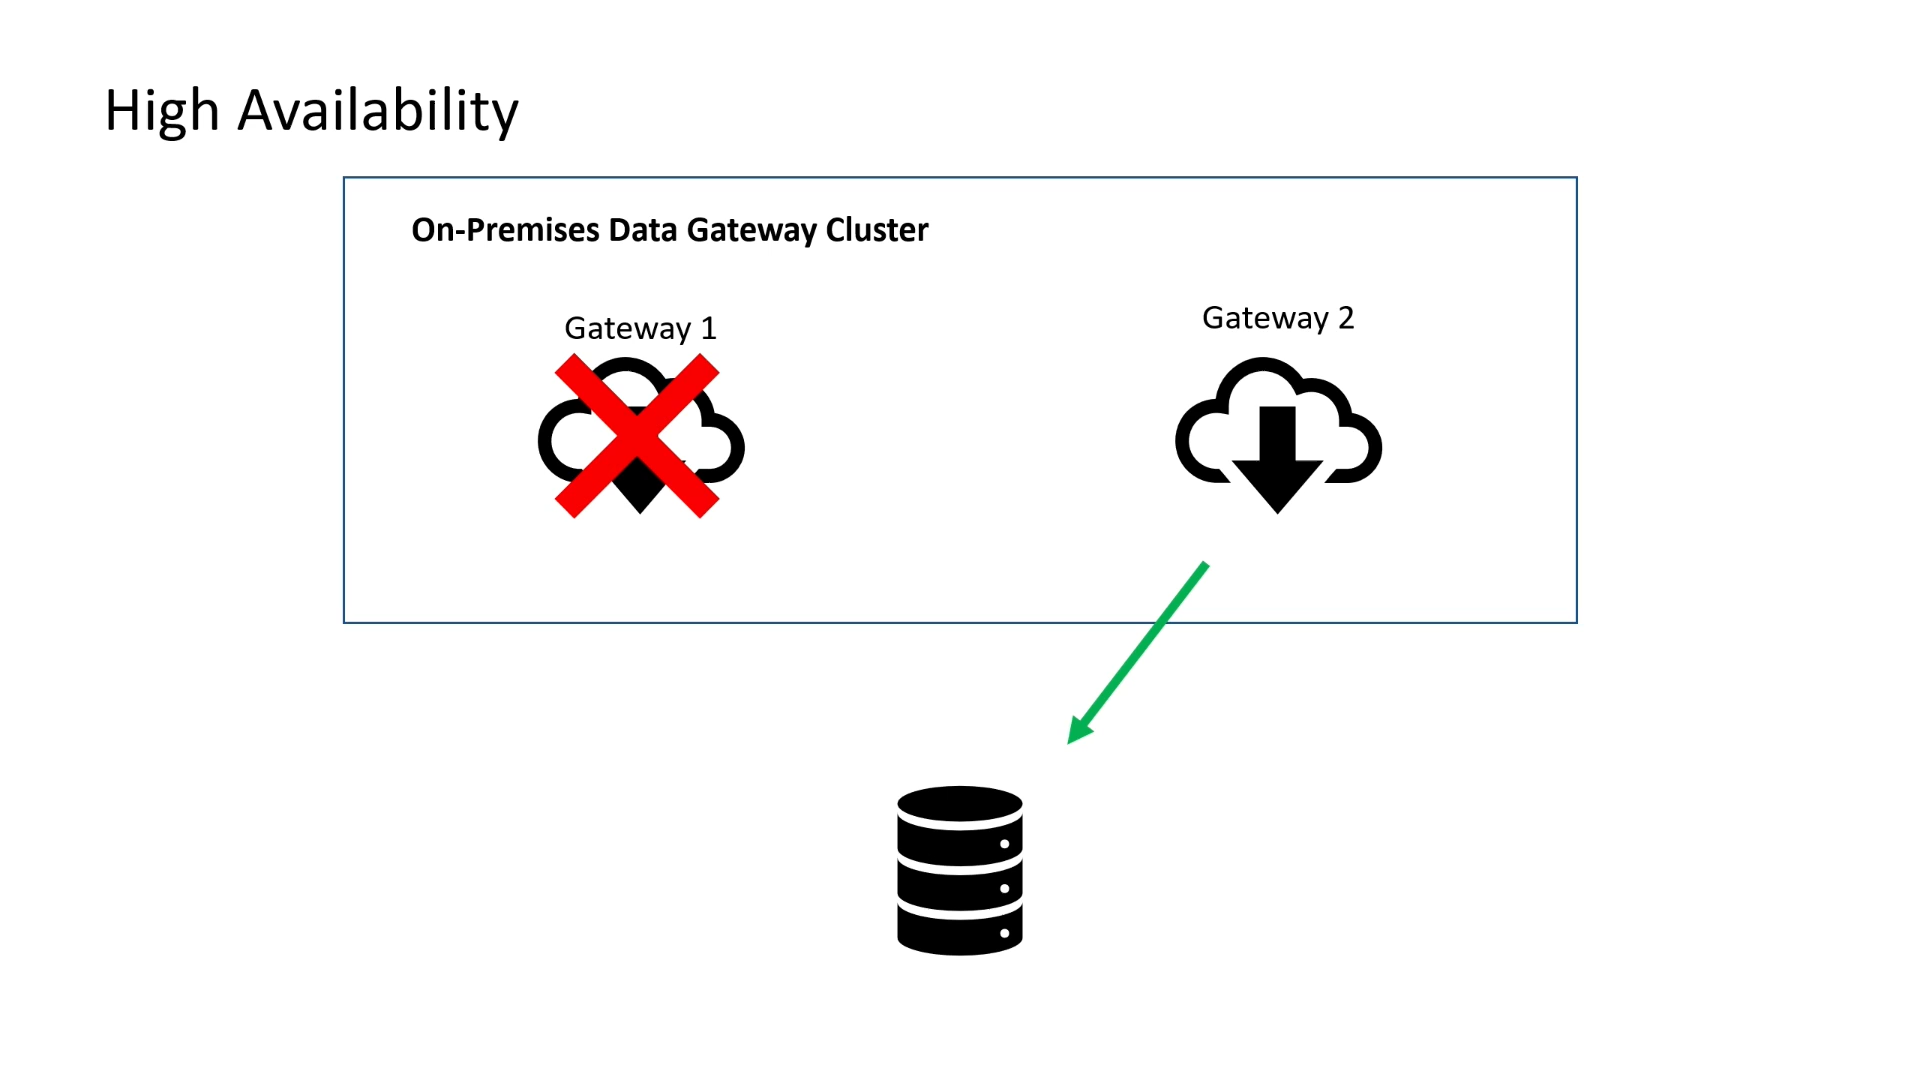 High Availability
On-Premises Data Gateway Cluster
Gateway 1
Gateway 2